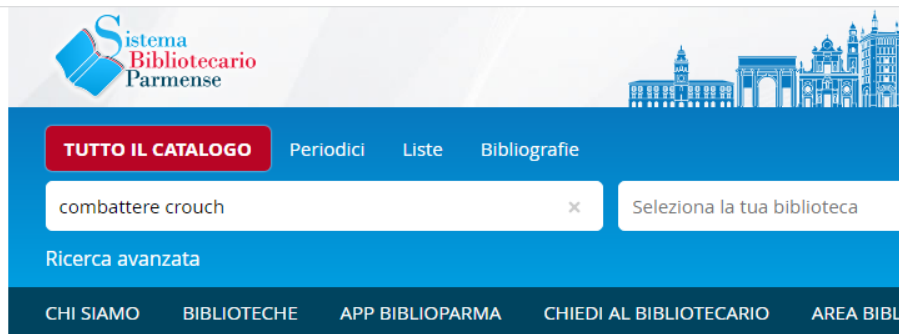 Sistema
Bibliotecario
Parmense
TUTTO IL CATALOGO Periodici Liste Bibliografie
combattere crouch × Seleziona la tua biblioteca
Ricerca avanzata
CHI SIAMO BIBLIOTECHE APP BIBLIOPARMA CHIEDI AL BIBLIOTECARIO AREA BIBL